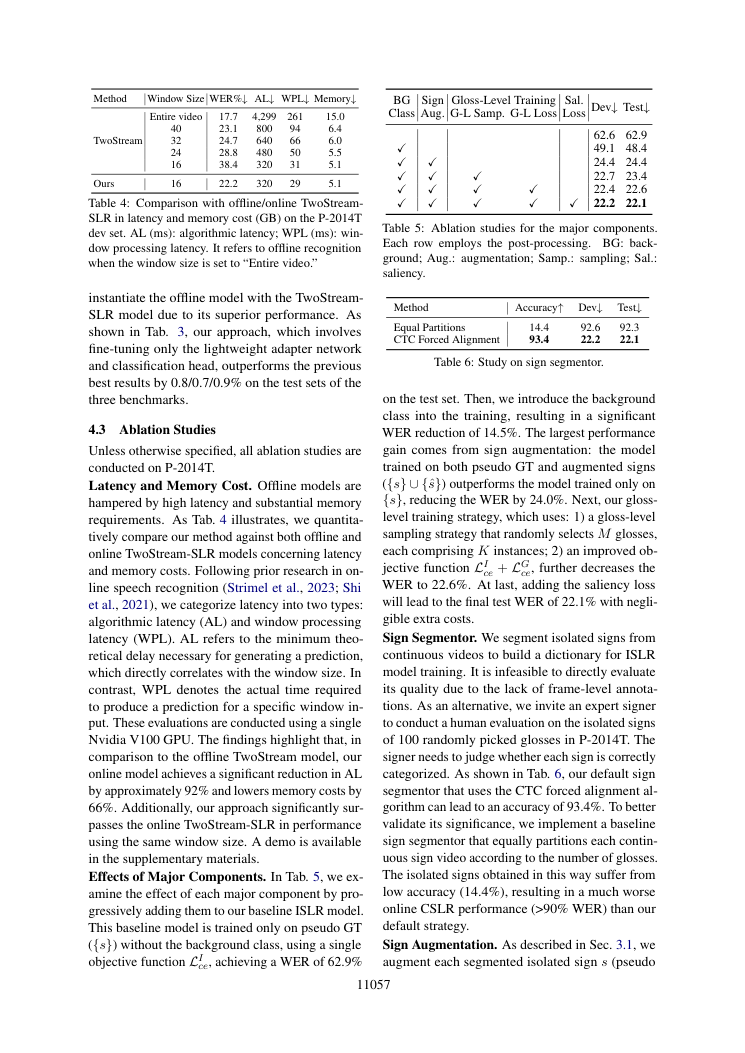 Method Window Size WER%↓ AL↓ WPL↓ Memory↓
TwoStream
Entire video 17.7 4,299 261 15.0
40 23.1 800 94 6.4
32 24.7 640 66 6.0
24 28.8 480 50 5.5
16 38.4 320 31 5.1
Ours 16 22.2 320 29 5.1
Table 4: Comparison with offline/online TwoStream-
SLR in latency and memory cost (GB) on the P-2014T
dev set. AL (ms): algorithmic latency; WPL (ms): win-
dow processing latency. It refers to offline recognition
when the window size is set to “Entire video.”
instantiate the offline model with the TwoStream-
SLR model due to its superior performance. As
shown in Tab. 3, our approach, which involves
fine-tuning only the lightweight adapter network
and classification head, outperforms the previous
best results by 0.8/0.7/0.9% on the test sets of the
three benchmarks.
4.3 Ablation Studies
Unless otherwise specified, all ablation studies are
conducted on P-2014T.
Latency and Memory Cost. Offline models are
hampered by high latency and substantial memory
requirements. As Tab. 4 illustrates, we quantita-
tively compare our method against both offline and
online TwoStream-SLR models concerning latency
and memory costs. Following prior research in on-
line speech recognition (Strimel et al., 2023; Shi
et al., 2021), we categorize latency into two types:
algorithmic latency (AL) and window processing
latency (WPL). AL refers to the minimum theo-
retical delay necessary for generating a prediction,
which directly correlates with the window size. In
contrast, WPL denotes the actual time required
to produce a prediction for a specific window in-
put. These evaluations are conducted using a single
Nvidia V100 GPU. The findings highlight that, in
comparison to the offline TwoStream model, our
online model achieves a significant reduction in AL
by approximately 92% and lowers memory costs by
66%. Additionally, our approach significantly sur-
passes the online TwoStream-SLR in performance
using the same window size. A demo is available
in the supplementary materials.
Effects of Major Components. In Tab. 5, we ex-
amine the effect of each major component by pro-
gressively adding them to our baseline ISLR model.
This baseline model is trained only on pseudo GT
({s}) without the background class, using a single
objective function L^I_ce, achieving a WER of 62.9%
BG Sign Gloss-Level Training Sal. Dev↓ Test↓
Class Aug. G-L Samp. G-L Loss Loss
62.6 62.9
✓ 49.1 48.4
✓ ✓ 24.4 24.4
✓ ✓ ✓ 22.7 23.4
✓ ✓ ✓ ✓ 22.4 22.6
✓ ✓ ✓ ✓ ✓ 22.2 22.1
Table 5: Ablation studies for the major components.
Each row employs the post-processing. BG: back-
ground; Aug.: augmentation; Samp.: sampling; Sal.:
saliency.
Method Accuracy↑ Dev↓ Test↓
Equal Partitions 14.4 92.6 92.3
CTC Forced Alignment 93.4 22.2 22.1
Table 6: Study on sign segmentor.
on the test set. Then, we introduce the background
class into the training, resulting in a significant
WER reduction of 14.5%. The largest performance
gain comes from sign augmentation: the model
trained on both pseudo GT and augmented signs
({s} ∪ {ŝ}) outperforms the model trained only on
{s}, reducing the WER by 24.0%. Next, our gloss-
level training strategy, which uses: 1) a gloss-level
sampling strategy that randomly selects M glosses,
each comprising K instances; 2) an improved ob-
jective function L^I_ce + L^G_ce, further decreases the
WER to 22.6%. At last, adding the saliency loss
will lead to the final test WER of 22.1% with negli-
gible extra costs.
Sign Segmentor. We segment isolated signs from
continuous videos to build a dictionary for ISLR
model training. It is infeasible to directly evaluate
its quality due to the lack of frame-level annota-
tions. As an alternative, we invite an expert signer
to conduct a human evaluation on the isolated signs
of 100 randomly picked glosses in P-2014T. The
signer needs to judge whether each sign is correctly
categorized. As shown in Tab. 6, our default sign
segmentor that uses the CTC forced alignment al-
gorithm can lead to an accuracy of 93.4%. To better
validate its significance, we implement a baseline
sign segmentor that equally partitions each contin-
uous sign video according to the number of glosses.
The isolated signs obtained in this way suffer from
low accuracy (14.4%), resulting in a much worse
online CSLR performance (>90% WER) than our
default strategy.
Sign Augmentation. As described in Sec. 3.1, we
augment each segmented isolated sign s (pseudo
11057